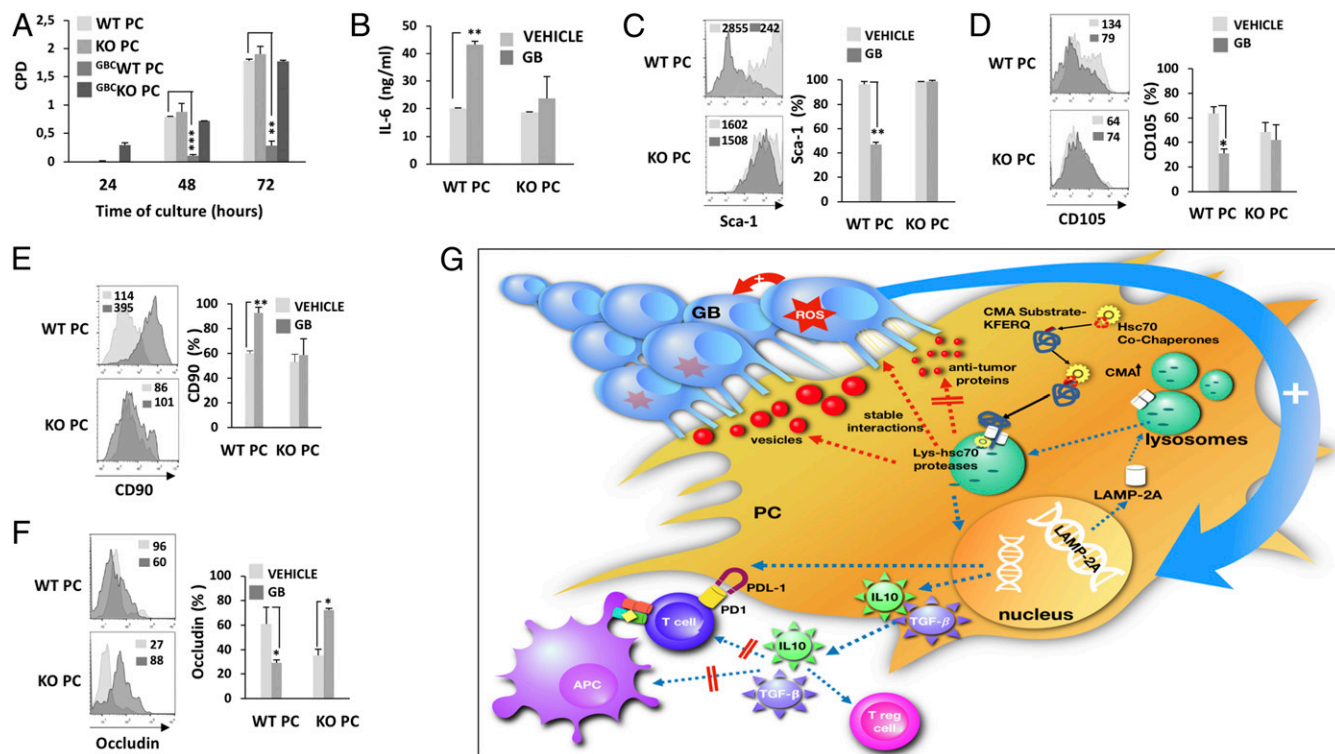 A
CPD
2,5
2
1,5
1
0,5
0
WT PC
KO PC
GBC WT PC
GBC KO PC
***
**
24
48
72
Time of culture (hours)
B
IL-6 (ng/ml)
50
40
30
20
10
0
**
VEHICLE
GB
WT PC
KO PC
C
WT PC
2855
242
KO PC
1602
1508
Sca-1
VEHICLE
GB
Sca-1 (%)
100
80
60
40
20
0
**
WT PC
KO PC
D
WT PC
134
79
KO PC
64
74
CD105
VEHICLE
GB
CD105 (%)
100
80
60
40
20
0
*
WT PC KO PC
E
WT PC
114
395
KO PC
86
101
CD90
CD90 (%)
100
80
60
40
20
0
**
VEHICLE
GB
WT PC
KO PC
F
WT PC
96
60
KO PC
27
88
Occludin
VEHICLE
GB
Occludin (%)
100
80
60
40
20
0
*
*
WT PC
KO PC
G
+
GB
ROS
CMA Substrate-
KFERQ
Hsc70
Co-Chaperones
anti-tumor
proteins
CMA
lysosomes
stable
interactions
vesicles
Lys-hsc70
proteases
LAMP-2A
+
PC
LAMP-2A
nucleus
PDL-1
PD1
T cell
IL10
TGF-β
IL10
TGF-β
APC
T reg
cell